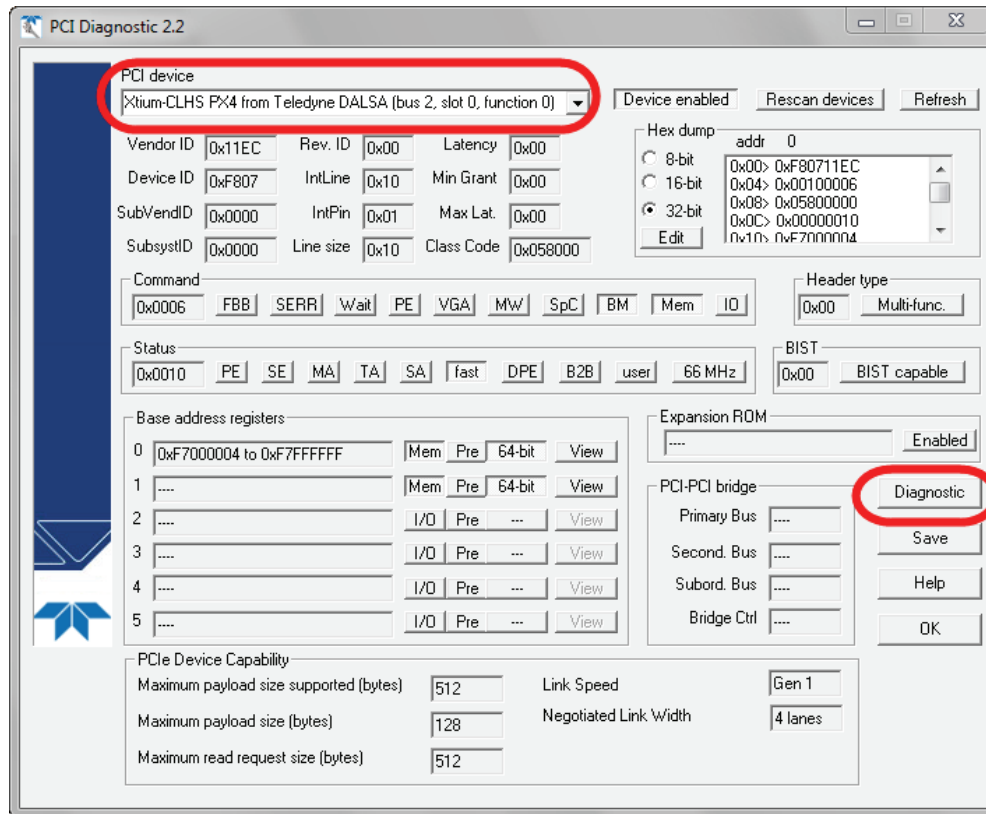 PCI Diagnostic 2.2
PCI device
Xtium-CLHS PX4 from Teledyne DALSA (bus 2, slot 0, function 0)
Device enabled Rescan devices Refresh
Vendor ID 0x11EC Rev. ID 0x00 Latency 0x00
Device ID 0xF807 IntLine 0x10 Min Grant 0x00
SubVendID 0x0000 IntPin 0x01 Max Lat. 0x00
SubsystID 0x0000 Line size 0x10 Class Code 0x058000
Hex dump addr 0
8-bit
16-bit
32-bit
Edit
0x00> 0xF80711EC
0x04> 0x00100006
0x08> 0x05800000
0x0C> 0x00000010
0x10> 0xF7000004
Command
0x0006 FBB SERR Wait PE VGA MW SpC BM Mem IO
Header type
0x00 Multi-func.
Status
0x0010 PE SE MA TA SA fast DPE B2B user 66 MHz
BIST
0x00 BIST capable
Base address registers
0 0xF7000004 to 0xF7FFFFFF Mem Pre 64-bit View
1 ---- Mem Pre 64-bit View
2 ---- I/O Pre --- View
3 ---- I/O Pre --- View
4 ---- I/O Pre --- View
5 ---- I/O Pre --- View
Expansion ROM
---- Enabled
PCI-PCI bridge
Primary Bus ----
Second. Bus ----
Subord. Bus ----
Bridge Ctrl ----
Diagnostic
Save
Help
OK
PCIe Device Capability
Maximum payload size supported (bytes) 512 Link Speed Gen 1
Maximum payload size (bytes) 128 Negotiated Link Width 4 lanes
Maximum read request size (bytes) 512